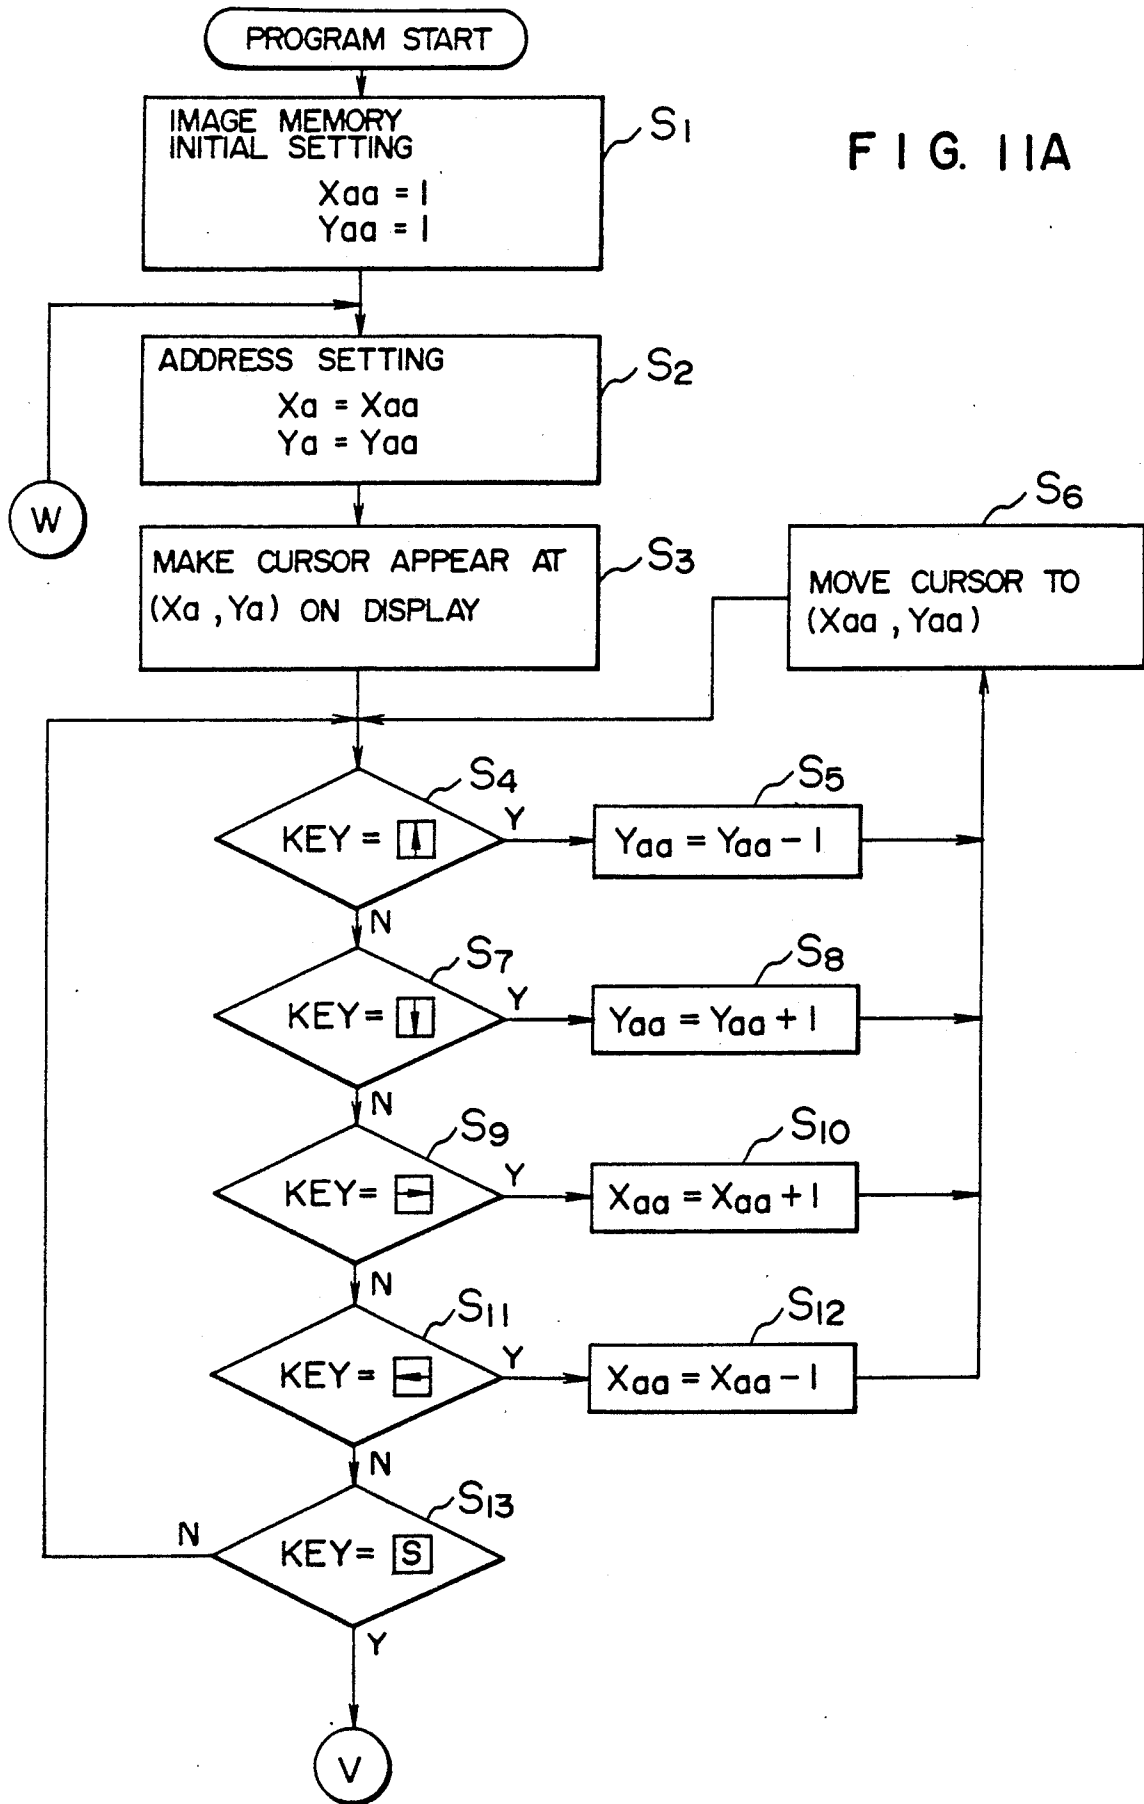 PROGRAM START
IMAGE MEMORY
INITIAL SETTING
Xaa = 1
Yaa = 1
S1
FIG. 11A
ADDRESS SETTING
Xa = Xaa
Ya = Yaa
S2
W
MAKE CURSOR APPEAR AT
(Xa, Ya) ON DISPLAY
S3
S6
MOVE CURSOR TO
(Xaa, Yaa)
S4
KEY = ↑
Y
N
S5
Yaa = Yaa - 1
S7
KEY = ↓
Y
N
S8
Yaa = Yaa + 1
S9
KEY = →
Y
N
S10
Xaa = Xaa + 1
S11
KEY = ←
Y
N
S12
Xaa = Xaa - 1
S13
KEY = S
N
Y
V